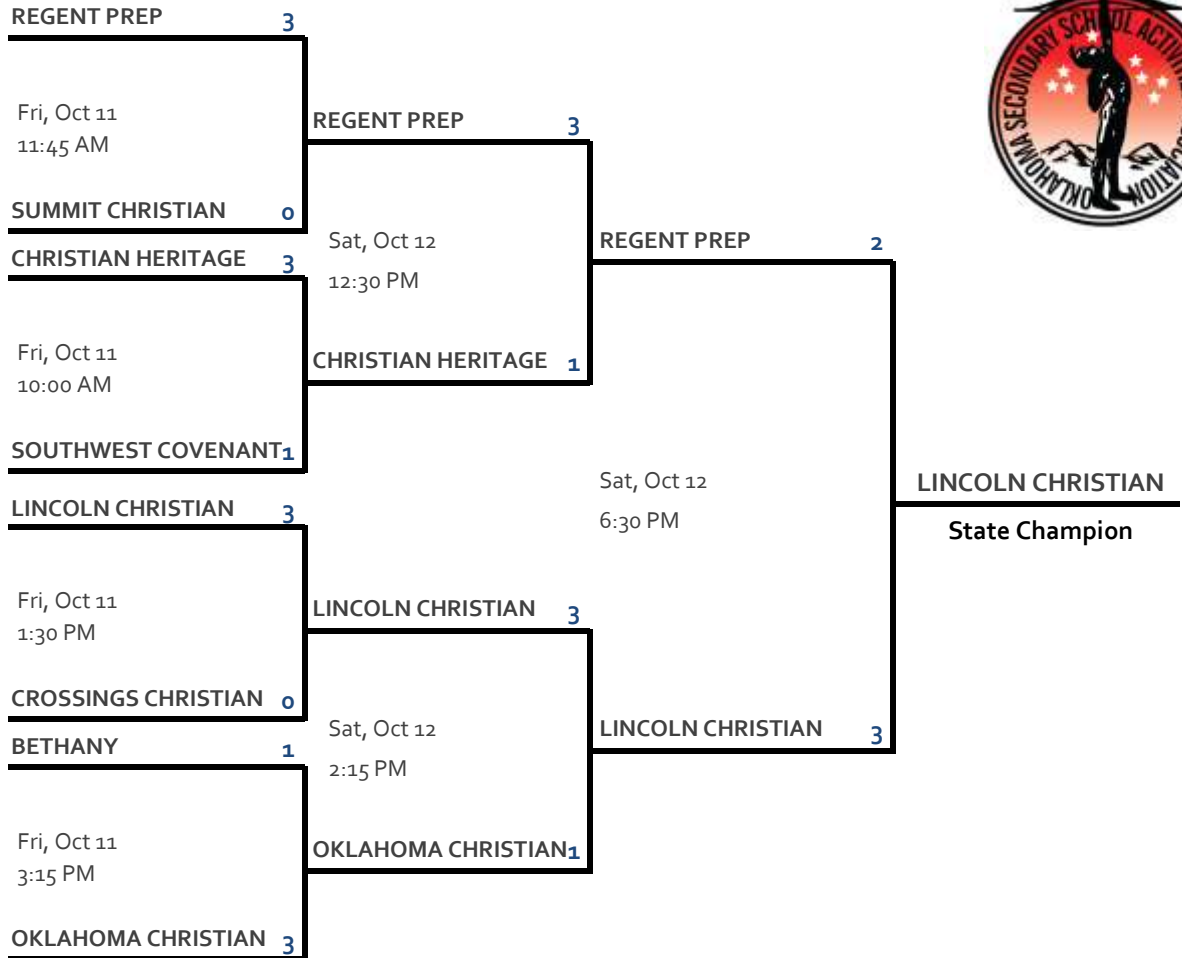 REGENT PREP 3
Fri, Oct 11
11:45 AM
SUMMIT CHRISTIAN 0
CHRISTIAN HERITAGE 3
Fri, Oct 11
10:00 AM
SOUTHWEST COVENANT 1
LINCOLN CHRISTIAN 3
Fri, Oct 11
1:30 PM
CROSSINGS CHRISTIAN 0
BETHANY 1
Fri, Oct 11
3:15 PM
OKLAHOMA CHRISTIAN 3
REGENT PREP 3
Sat, Oct 12
12:30 PM
CHRISTIAN HERITAGE 1
LINCOLN CHRISTIAN 3
Sat, Oct 12
2:15 PM
OKLAHOMA CHRISTIAN 1
REGENT PREP 2
Sat, Oct 12
6:30 PM
LINCOLN CHRISTIAN 3
LINCOLN CHRISTIAN
State Champion
OKLAHOMA SECONDARY SCHOOL